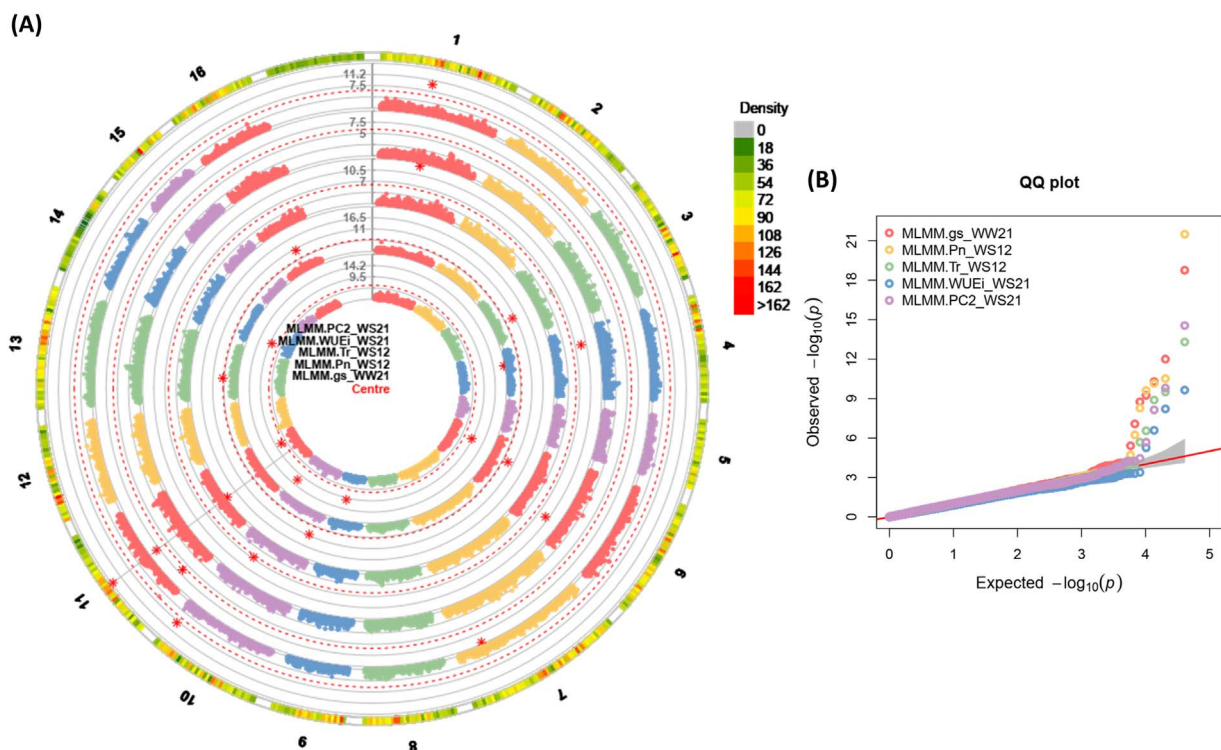 (A)
1
2
3
4
5
6
7
8
9
10
11
12
13
14
15
16
11.2
7.5
7.5
5
10.5
7
16.5
11
14.2
9.5
MLMM.PC2_WS21
MLMM.WUEi_WS21
MLMM.Tr_WS12
MLMM.Pn_WS12
MLMM.gs_WW21
Centre
Density
0
18
36
54
72
90
108
126
144
162
>162
(B)
QQ plot
MLMM.gs_WW21
MLMM.Pn_WS12
MLMM.Tr_WS12
MLMM.WUEi_WS21
MLMM.PC2_WS21
Observed −log₁₀(p)
21
18
15
12
9
6
3
0
0 1 2 3 4 5
Expected −log₁₀(p)